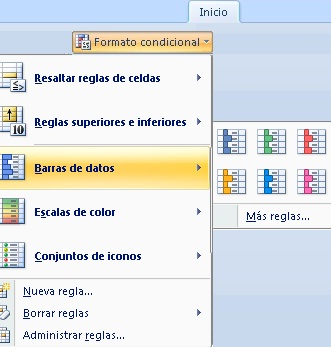 Inicio
Formato condicional
Resaltar reglas de celdas
Reglas superiores e inferiores
10
Barras de datos
Más reglas...
Escalas de color
Conjuntos de iconos
Nueva regla...
Borrar reglas
Administrar reglas...